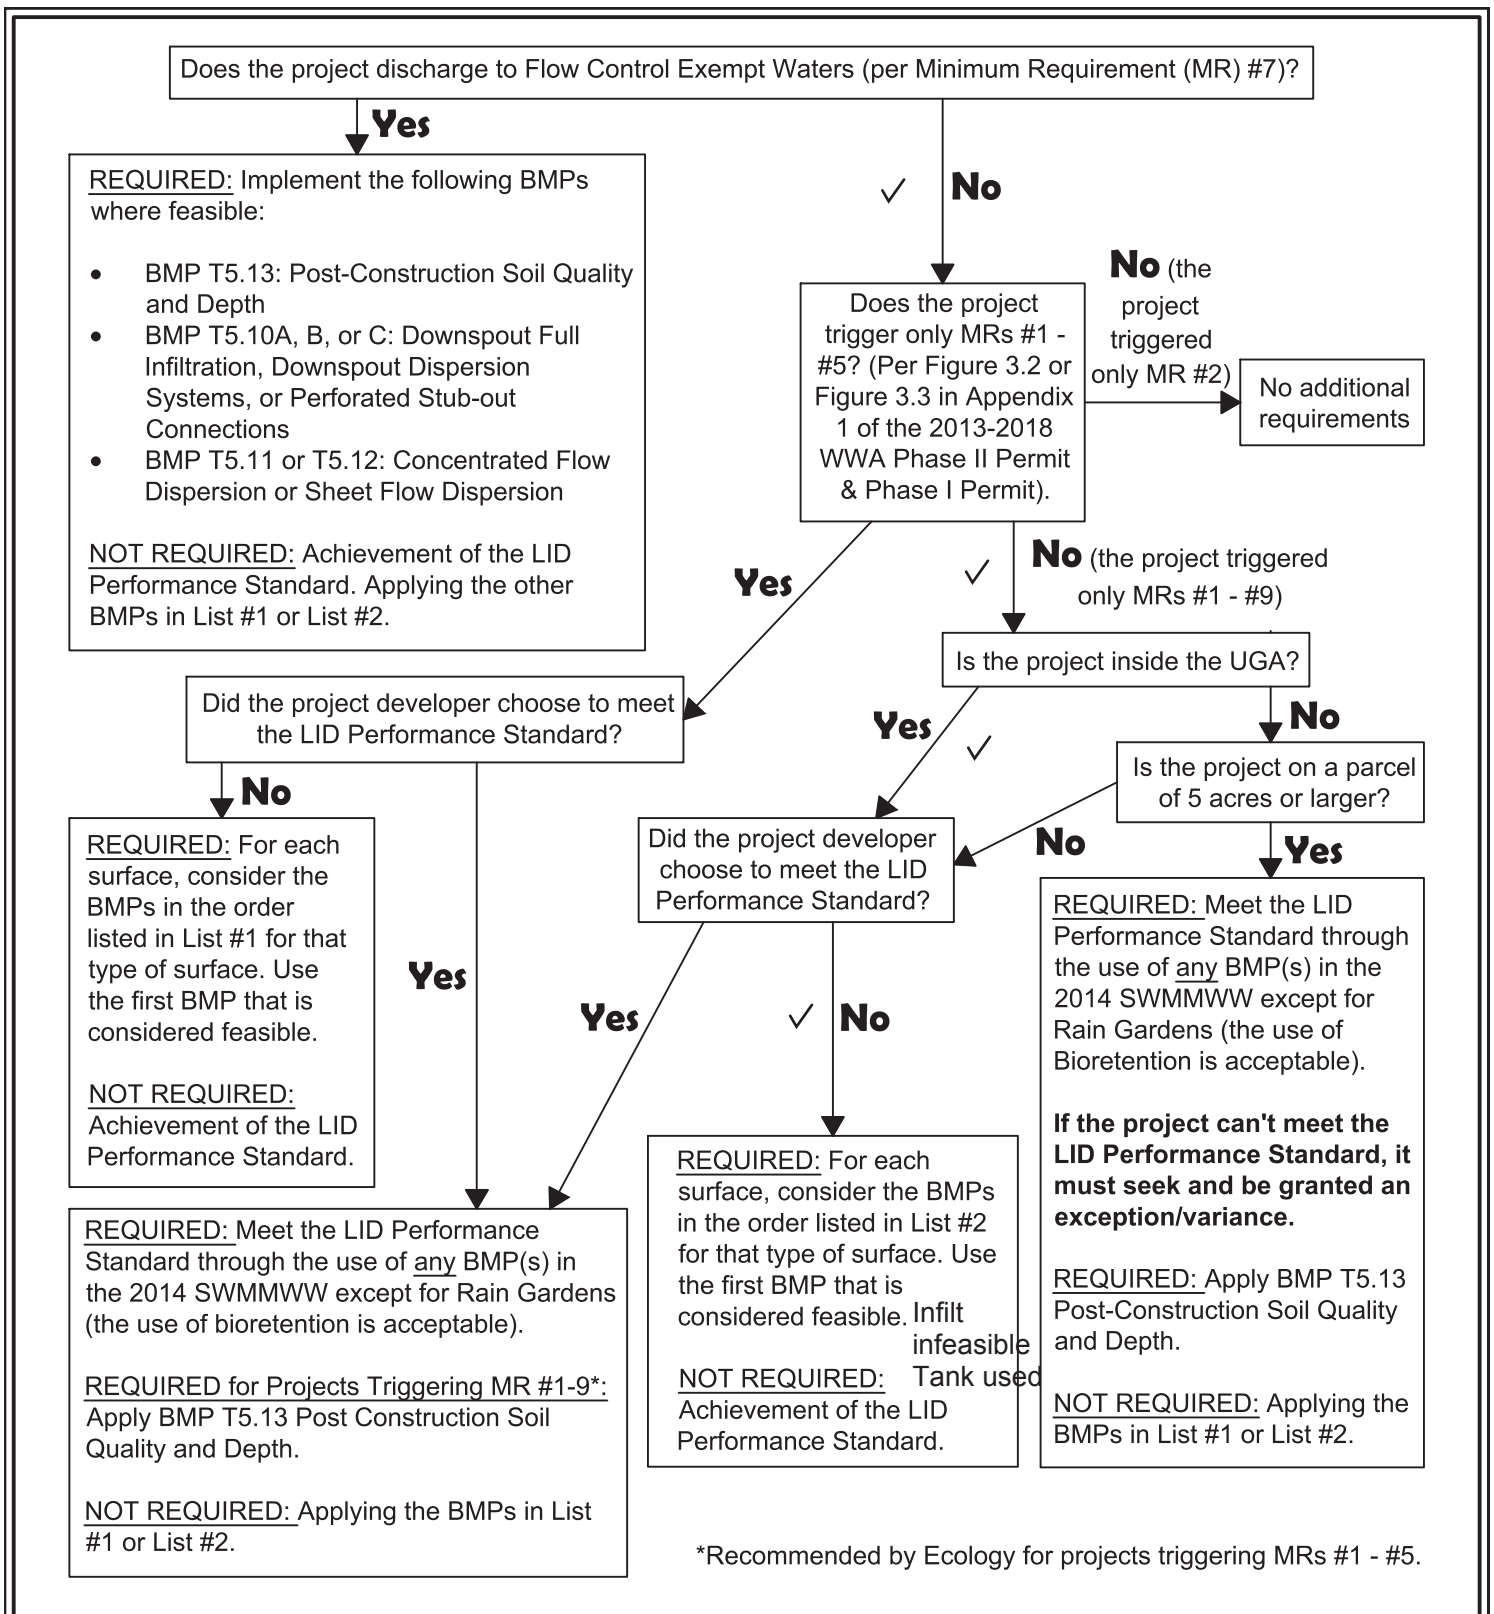 Does the project discharge to Flow Control Exempt Waters (per Minimum Requirement (MR) #7)?
Yes
No
REQUIRED: Implement the following BMPs
where feasible:
• BMP T5.13: Post-Construction Soil Quality
and Depth
• BMP T5.10A, B, or C: Downspout Full
Infiltration, Downspout Dispersion
Systems, or Perforated Stub-out
Connections
• BMP T5.11 or T5.12: Concentrated Flow
Dispersion or Sheet Flow Dispersion
NOT REQUIRED: Achievement of the LID
Performance Standard. Applying the other
BMPs in List #1 or List #2.
Does the project
trigger only MRs #1 -
#5? (Per Figure 3.2 or
Figure 3.3 in Appendix
1 of the 2013-2018
WWA Phase II Permit
& Phase I Permit).
No (the
project
triggered
only MR #2)
No additional
requirements
Yes
No (the project triggered
only MRs #1 - #9)
Is the project inside the UGA?
Did the project developer choose to meet
the LID Performance Standard?
Yes
No
Is the project on a parcel
of 5 acres or larger?
No
REQUIRED: For each
surface, consider the
BMPs in the order
listed in List #1 for that
type of surface. Use
the first BMP that is
considered feasible.
NOT REQUIRED:
Achievement of the LID
Performance Standard.
Yes
Did the project developer
choose to meet the LID
Performance Standard?
No
Yes
Yes
No
REQUIRED: Meet the LID
Performance Standard through
the use of any BMP(s) in the
2014 SWMMWW except for
Rain Gardens (the use of
Bioretention is acceptable).
If the project can't meet the
LID Performance Standard, it
must seek and be granted an
exception/variance.
REQUIRED: Apply BMP T5.13
Post-Construction Soil Quality
and Depth.
NOT REQUIRED: Applying the
BMPs in List #1 or List #2.
REQUIRED: For each
surface, consider the BMPs
in the order listed in List #2
for that type of surface. Use
the first BMP that is
considered feasible.
Infilt
infeasible
Tank used
NOT REQUIRED:
Achievement of the LID
Performance Standard.
REQUIRED: Meet the LID Performance
Standard through the use of any BMP(s) in
the 2014 SWMMWW except for Rain Gardens
(the use of bioretention is acceptable).
REQUIRED for Projects Triggering MR #1-9*:
Apply BMP T5.13 Post Construction Soil
Quality and Depth.
NOT REQUIRED: Applying the BMPs in List
#1 or List #2.
*Recommended by Ecology for projects triggering MRs #1 - #5.